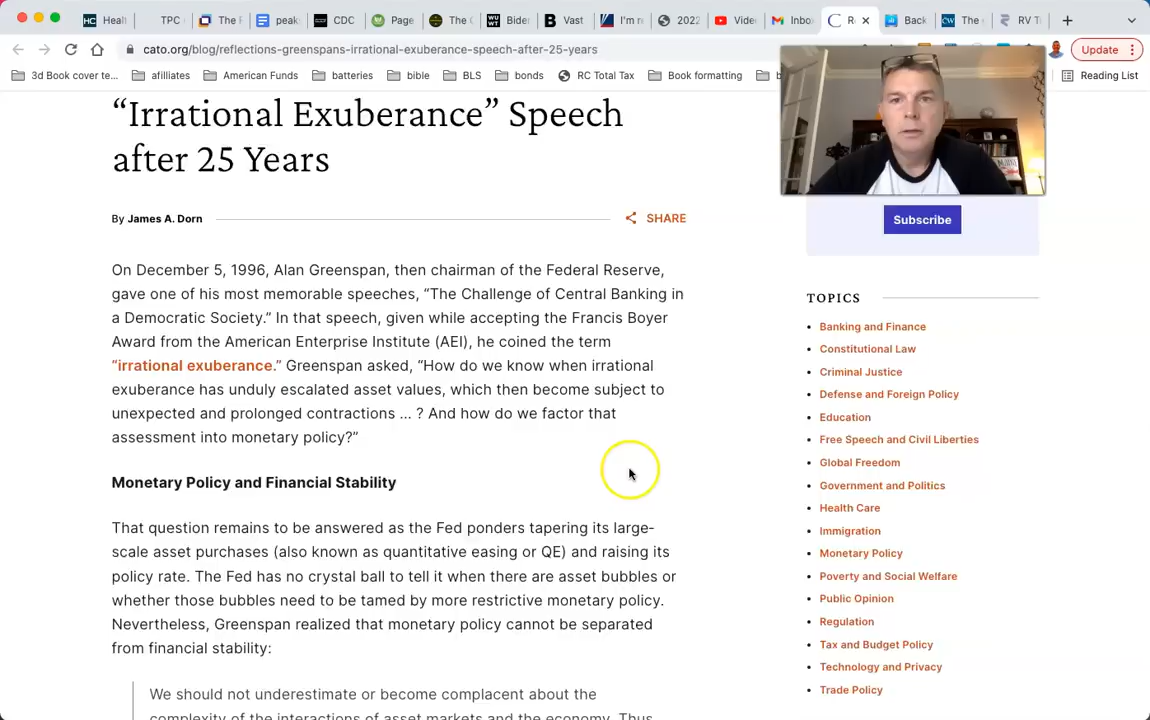 Healt
TPC
The F
peak
CDC
Page
The C
Bider
Vast
I'm re
2022
Vide
Inbo
R
Back
The
RV T
cato.org/blog/reflections-greenspans-irrational-exuberance-speech-after-25-years
Update
3d Book cover te...
afiliates
American Funds
batteries
bible
BLS
bonds
RC Total Tax
Book formatting
Reading List
“Irrational Exuberance” Speech
after 25 Years
By James A. Dorn
SHARE
Subscribe
On December 5, 1996, Alan Greenspan, then chairman of the Federal Reserve,
gave one of his most memorable speeches, “The Challenge of Central Banking in
a Democratic Society.” In that speech, given while accepting the Francis Boyer
Award from the American Enterprise Institute (AEI), he coined the term
“irrational exuberance.” Greenspan asked, “How do we know when irrational
exuberance has unduly escalated asset values, which then become subject to
unexpected and prolonged contractions ... ? And how do we factor that
assessment into monetary policy?”
Monetary Policy and Financial Stability
That question remains to be answered as the Fed ponders tapering its large-
scale asset purchases (also known as quantitative easing or QE) and raising its
policy rate. The Fed has no crystal ball to tell it when there are asset bubbles or
whether those bubbles need to be tamed by more restrictive monetary policy.
Nevertheless, Greenspan realized that monetary policy cannot be separated
from financial stability:
We should not underestimate or become complacent about the
complexity of the interactions of asset markets and the economy. Thus
TOPICS
Banking and Finance
Constitutional Law
Criminal Justice
Defense and Foreign Policy
Education
Free Speech and Civil Liberties
Global Freedom
Government and Politics
Health Care
Immigration
Monetary Policy
Poverty and Social Welfare
Public Opinion
Regulation
Tax and Budget Policy
Technology and Privacy
Trade Policy